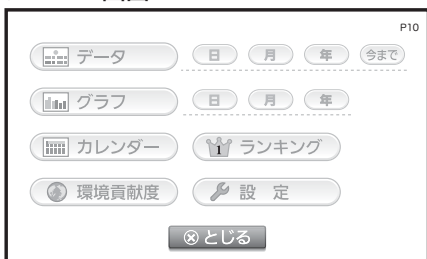 P10
データ 日 月 年 今まで
グラフ 日 月 年
カレンダー 1 ランキング
環境貢献度 設 定
とじる